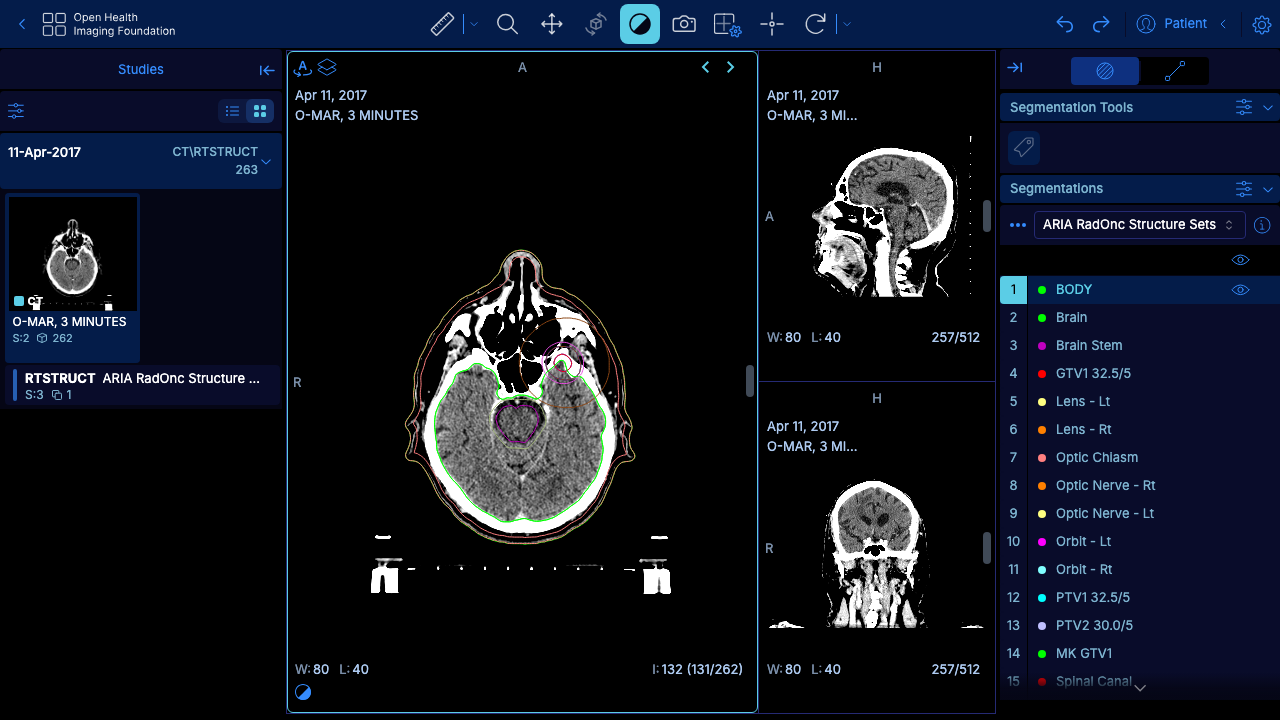 Open Health
Imaging Foundation
Patient
Studies
11-Apr-2017
CT\RTSTRUCT
263
CT
O-MAR, 3 MINUTES
S:2 262
RTSTRUCT ARIA RadOnc Structure ...
S:3 1
A
A
Apr 11, 2017
O-MAR, 3 MINUTES
R
W: 80 L: 40
I: 132 (131/262)
H
Apr 11, 2017
O-MAR, 3 MI...
A
W: 80 L: 40
257/512
H
Apr 11, 2017
O-MAR, 3 MI...
R
W: 80 L: 40
257/512
Segmentation Tools
Segmentations
ARIA RadOnc Structure Sets
1 BODY
2 Brain
3 Brain Stem
4 GTV1 32.5/5
5 Lens - Lt
6 Lens - Rt
7 Optic Chiasm
8 Optic Nerve - Rt
9 Optic Nerve - Lt
10 Orbit - Lt
11 Orbit - Rt
12 PTV1 32.5/5
13 PTV2 30.0/5
14 MK GTV1
15 Spinal Canal